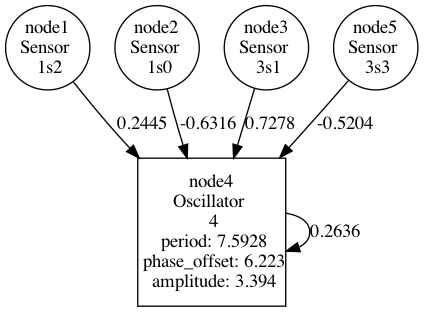 node1
Sensor
1s2
node2
Sensor
1s0
node3
Sensor
3s1
node5
Sensor
3s3
0.2445
-0.6316
0.7278
-0.5204
node4
Oscillator
4
period: 7.5928
phase_offset: 6.223
amplitude: 3.394
0.2636